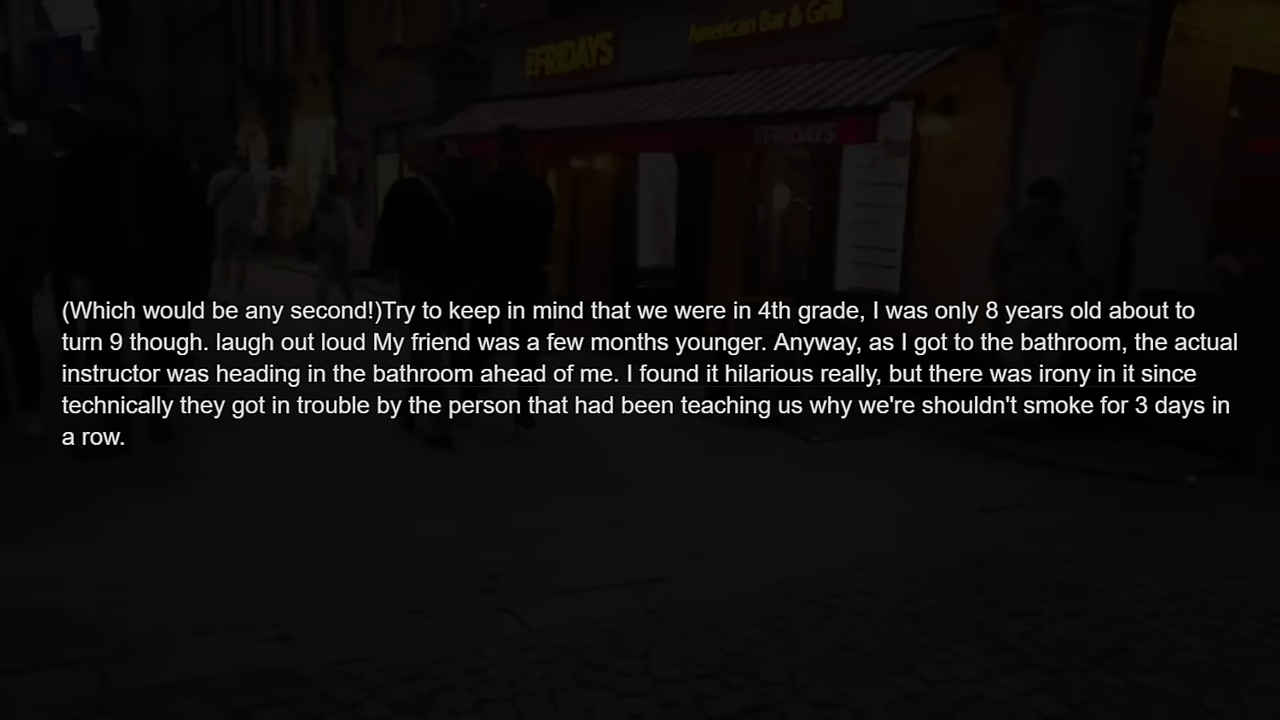 FRIDAYS
American Bar & Grill
FRIDAYS
(Which would be any second!)Try to keep in mind that we were in 4th grade, I was only 8 years old about to
turn 9 though. laugh out loud My friend was a few months younger. Anyway, as I got to the bathroom, the actual
instructor was heading in the bathroom ahead of me. I found it hilarious really, but there was irony in it since
technically they got in trouble by the person that had been teaching us why we're shouldn't smoke for 3 days in
a row.